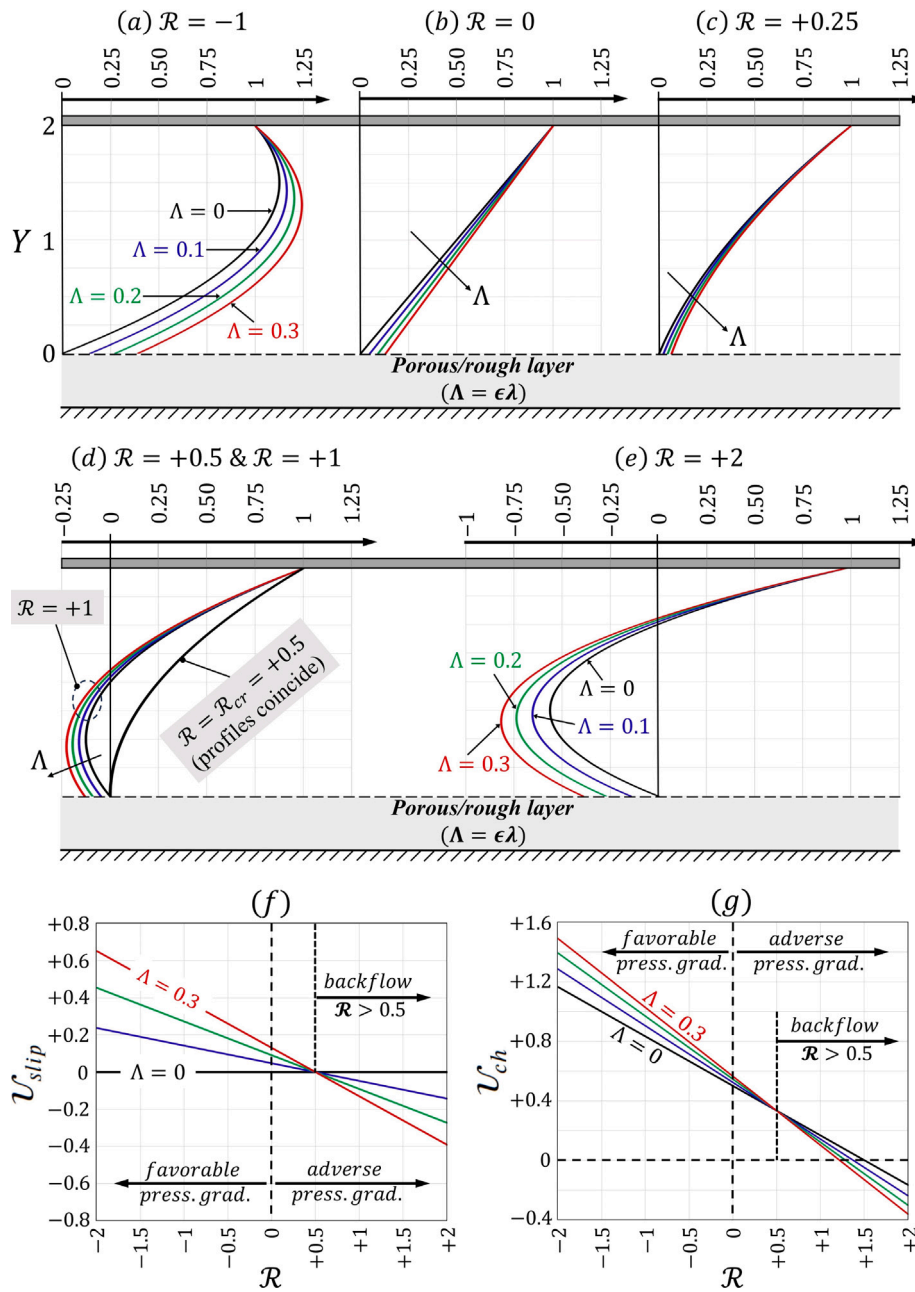 (a) ℛ = −1
(b) ℛ = 0
(c) ℛ = +0.25
0 0.25 0.50 0.75 1 1.25
0 0.25 0.50 0.75 1 1.25
0 0.25 0.50 0.75 1 1.25
2
Y
1
0
Λ = 0
Λ = 0.1
Λ = 0.2
Λ = 0.3
Λ
Λ
Porous/rough layer
(Λ = ϵλ)
(d) ℛ = +0.5 & ℛ = +1
(e) ℛ = +2
−0.25 0 0.25 0.50 0.75 1 1.25
−1 −0.75 −0.50 −0.25 0 0.25 0.50 0.75 1
ℛ = +1
ℛ = ℛcr = +0.5
(profiles coincide)
Λ
Λ = 0.2
Λ = 0
Λ = 0.1
Λ = 0.3
Porous/rough layer
(Λ = ϵλ)
(f)
+0.8
+0.6
+0.4
+0.2
0
−0.2
−0.4
−0.6
−0.8
𝒰slip
Λ = 0.3
backflow
ℛ > 0.5
Λ = 0
favorable
press. grad.
adverse
press. grad.
−2 −1.5 −1 −0.5 0 +0.5 +1 +1.5 +2
ℛ
(g)
+1.6
+1.2
+0.8
+0.4
0
−0.4
𝒰ch
favorable
press. grad.
adverse
press. grad.
Λ = 0.3
Λ = 0
backflow
ℛ > 0.5
−2 −1.5 −1 −0.5 0 +0.5 +1 +1.5 +2
ℛ